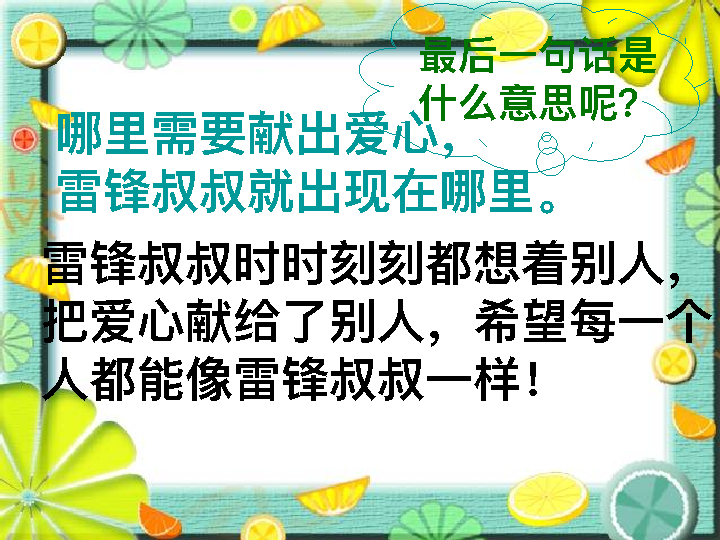 最后一句话是
什么意思呢?
哪里需要献出爱心，
雷锋叔叔就出现在哪里。
雷锋叔叔时时刻刻都想着别人，
把爱心献给了别人，希望每一个
人都能像雷锋叔叔一样！